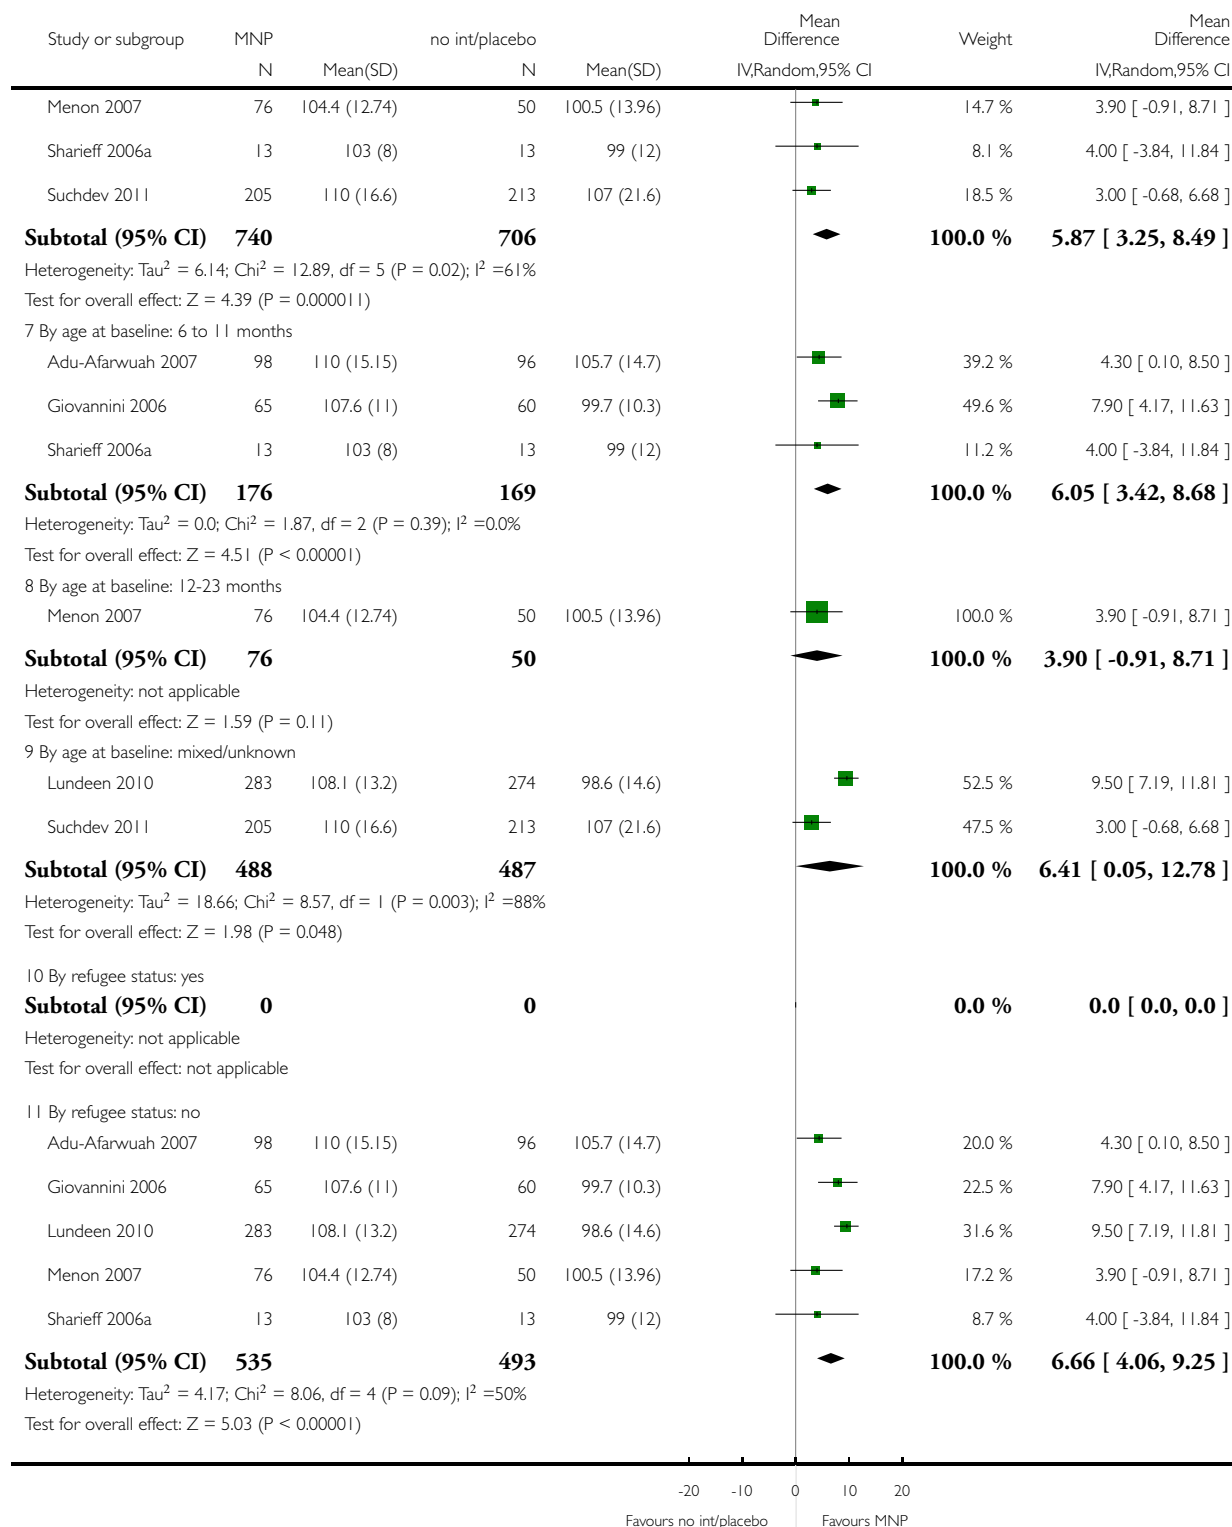 Study or subgroup MNP no int/placebo Mean Difference Weight Mean Difference
N Mean(SD) N Mean(SD) IV,Random,95% CI IV,Random,95% CI
Menon 2007 76 104.4 (12.74) 50 100.5 (13.96) 14.7 % 3.90 [ -0.91, 8.71 ]
Sharieff 2006a 13 103 (8) 13 99 (12) 8.1 % 4.00 [ -3.84, 11.84 ]
Suchdev 2011 205 110 (16.6) 213 107 (21.6) 18.5 % 3.00 [ -0.68, 6.68 ]
Subtotal (95% CI) 740 706 100.0 % 5.87 [ 3.25, 8.49 ]
Heterogeneity: Tau² = 6.14; Chi² = 12.89, df = 5 (P = 0.02); I² =61%
Test for overall effect: Z = 4.39 (P = 0.000011)
7 By age at baseline: 6 to 11 months
Adu-Afarwuah 2007 98 110 (15.15) 96 105.7 (14.7) 39.2 % 4.30 [ 0.10, 8.50 ]
Giovannini 2006 65 107.6 (11) 60 99.7 (10.3) 49.6 % 7.90 [ 4.17, 11.63 ]
Sharieff 2006a 13 103 (8) 13 99 (12) 11.2 % 4.00 [ -3.84, 11.84 ]
Subtotal (95% CI) 176 169 100.0 % 6.05 [ 3.42, 8.68 ]
Heterogeneity: Tau² = 0.0; Chi² = 1.87, df = 2 (P = 0.39); I² =0.0%
Test for overall effect: Z = 4.51 (P < 0.00001)
8 By age at baseline: 12-23 months
Menon 2007 76 104.4 (12.74) 50 100.5 (13.96) 100.0 % 3.90 [ -0.91, 8.71 ]
Subtotal (95% CI) 76 50 100.0 % 3.90 [ -0.91, 8.71 ]
Heterogeneity: not applicable
Test for overall effect: Z = 1.59 (P = 0.11)
9 By age at baseline: mixed/unknown
Lundeen 2010 283 108.1 (13.2) 274 98.6 (14.6) 52.5 % 9.50 [ 7.19, 11.81 ]
Suchdev 2011 205 110 (16.6) 213 107 (21.6) 47.5 % 3.00 [ -0.68, 6.68 ]
Subtotal (95% CI) 488 487 100.0 % 6.41 [ 0.05, 12.78 ]
Heterogeneity: Tau² = 18.66; Chi² = 8.57, df = 1 (P = 0.003); I² =88%
Test for overall effect: Z = 1.98 (P = 0.048)
10 By refugee status: yes
Subtotal (95% CI) 0 0 0.0 % 0.0 [ 0.0, 0.0 ]
Heterogeneity: not applicable
Test for overall effect: not applicable
11 By refugee status: no
Adu-Afarwuah 2007 98 110 (15.15) 96 105.7 (14.7) 20.0 % 4.30 [ 0.10, 8.50 ]
Giovannini 2006 65 107.6 (11) 60 99.7 (10.3) 22.5 % 7.90 [ 4.17, 11.63 ]
Lundeen 2010 283 108.1 (13.2) 274 98.6 (14.6) 31.6 % 9.50 [ 7.19, 11.81 ]
Menon 2007 76 104.4 (12.74) 50 100.5 (13.96) 17.2 % 3.90 [ -0.91, 8.71 ]
Sharieff 2006a 13 103 (8) 13 99 (12) 8.7 % 4.00 [ -3.84, 11.84 ]
Subtotal (95% CI) 535 493 100.0 % 6.66 [ 4.06, 9.25 ]
Heterogeneity: Tau² = 4.17; Chi² = 8.06, df = 4 (P = 0.09); I² =50%
Test for overall effect: Z = 5.03 (P < 0.00001)
-20 -10 0 10 20
Favours no int/placebo Favours MNP